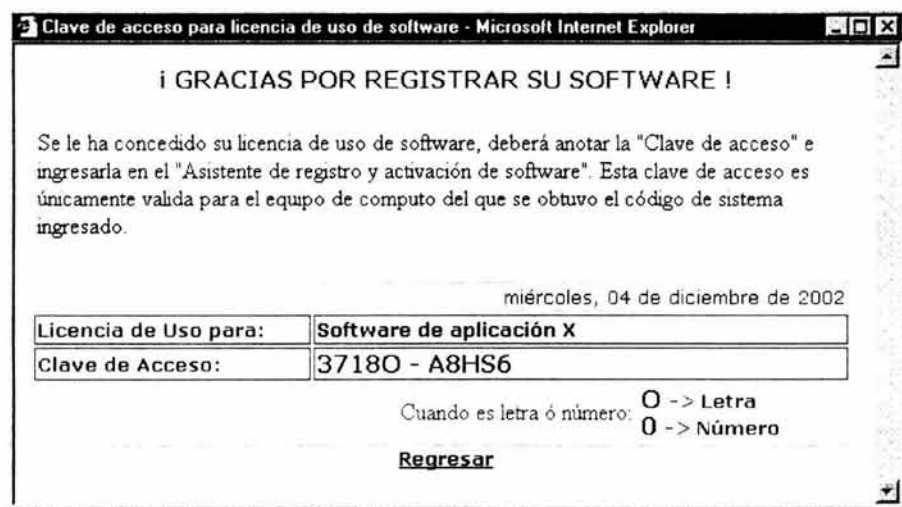 Clave de acceso para licencia de uso de software - Microsoft Internet Explorer
¡ GRACIAS POR REGISTRAR SU SOFTWARE !
Se le ha concedido su licencia de uso de software, deberá anotar la "Clave de acceso" e
ingresarla en el "Asistente de registro y activación de software". Esta clave de acceso es
únicamente valida para el equipo de computo del que se obtuvo el código de sistema
ingresado.
miércoles, 04 de diciembre de 2002
Licencia de Uso para: Software de aplicación X
Clave de Acceso: 3718O - A8HS6
Cuando es letra ó número: O -> Letra
0 -> Número
Regresar